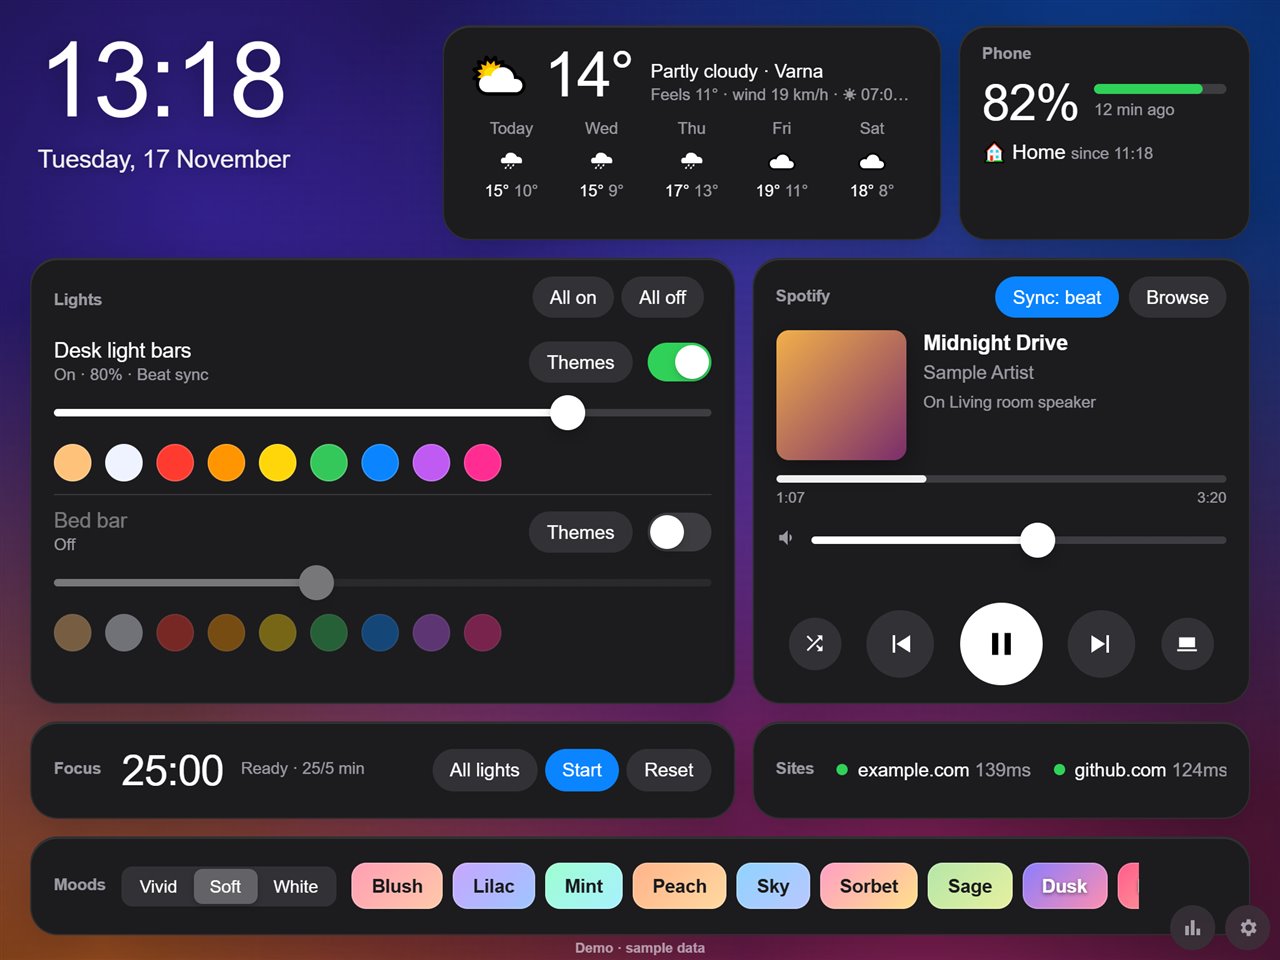 13:18
Tuesday, 17 November
14°
Partly cloudy · Varna
Feels 11° · wind 19 km/h · ☀ 07:0…
Today Wed Thu Fri Sat
15° 10° 15° 9° 17° 13° 19° 11° 18° 8°
Phone
82%
12 min ago
Home since 11:18
Lights
All on All off
Desk light bars
On · 80% · Beat sync
Themes
Bed bar
Off
Themes
Spotify
Sync: beat Browse
Midnight Drive
Sample Artist
On Living room speaker
1:07 3:20
Focus 25:00 Ready · 25/5 min All lights Start Reset
Sites example.com 139ms github.com 124ms
Moods Vivid Soft White Blush Lilac Mint Peach Sky Sorbet Sage Dusk
Demo · sample data